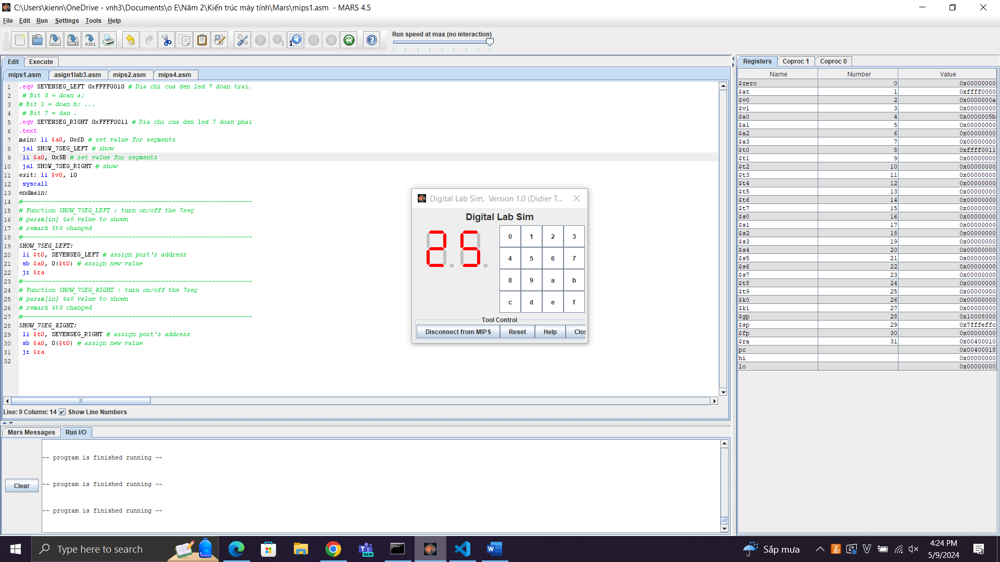 C:\Users\kienn\OneDrive - vnh3\Documents\o E\Năm 2\Kiến trúc máy tính\Mars\mips1.asm - MARS 4.5
File Edit Run Settings Tools Help
Run speed at max (no interaction)
Edit Execute
mips1.asm asign1lab3.asm mips2.asm mips4.asm
1 .eqv SEVENSEG_LEFT 0xFFFF0010 # Dia chi cua den led 7 doan trai.
2 # Bit 0 = doan a;
3 # Bit 1 = doan b; ...
4 # Bit 7 = dau .
5 .eqv SEVENSEG_RIGHT 0xFFFF0011 # Dia chi cua den led 7 doan phai
6 .text
7 main: li $a0, 0x6D # set value for segments
8 jal SHOW_7SEG_LEFT # show
9 li $a0, 0x5B # set value for segments
10 jal SHOW_7SEG_RIGHT # show
11 exit: li $v0, 10
12 syscall
13 endmain:
14 #---------------------------------------------------------------
15 # Function SHOW_7SEG_LEFT : turn on/off the 7seg
16 # param[in] $a0 value to shown
17 # remark $t0 changed
18 #---------------------------------------------------------------
19 SHOW_7SEG_LEFT:
20 li $t0, SEVENSEG_LEFT # assign port's address
21 sb $a0, 0($t0) # assign new value
22 jr $ra
23 #---------------------------------------------------------------
24 # Function SHOW_7SEG_RIGHT : turn on/off the 7seg
25 # param[in] $a0 value to shown
26 # remark $t0 changed
27 #---------------------------------------------------------------
28 SHOW_7SEG_RIGHT:
29 li $t0, SEVENSEG_RIGHT # assign port's address
30 sb $a0, 0($t0) # assign new value
31 jr $ra
32
Line: 9 Column: 14 Show Line Numbers
Digital Lab Sim, Version 1.0 (Didier T...
Digital Lab Sim
25
0 1 2 3
4 5 6 7
8 9 a b
c d e f
Tool Control
Disconnect from MIPS Reset Help Clos
Mars Messages Run I/O
Clear
-- program is finished running --
-- program is finished running --
-- program is finished running --
Registers Coproc 1 Coproc 0
Name Number Value
$zero 0 0x00000000
$at 1 0xffff0000
$v0 2 0x0000000a
$v1 3 0x00000000
$a0 4 0x0000005b
$a1 5 0x00000000
$a2 6 0x00000000
$a3 7 0x00000000
$t0 8 0xffff0011
$t1 9 0x00000000
$t2 10 0x00000000
$t3 11 0x00000000
$t4 12 0x00000000
$t5 13 0x00000000
$t6 14 0x00000000
$t7 15 0x00000000
$s0 16 0x00000000
$s1 17 0x00000000
$s2 18 0x00000000
$s3 19 0x00000000
$s4 20 0x00000000
$s5 21 0x00000000
$s6 22 0x00000000
$s7 23 0x00000000
$t8 24 0x00000000
$t9 25 0x00000000
$k0 26 0x00000000
$k1 27 0x00000000
$gp 28 0x10008000
$sp 29 0x7fffeffc
$fp 30 0x00000000
$ra 31 0x00400010
pc 0x00400018
hi 0x00000000
lo 0x00000000
Type here to search
Sắp mưa
4:24 PM
5/9/2024